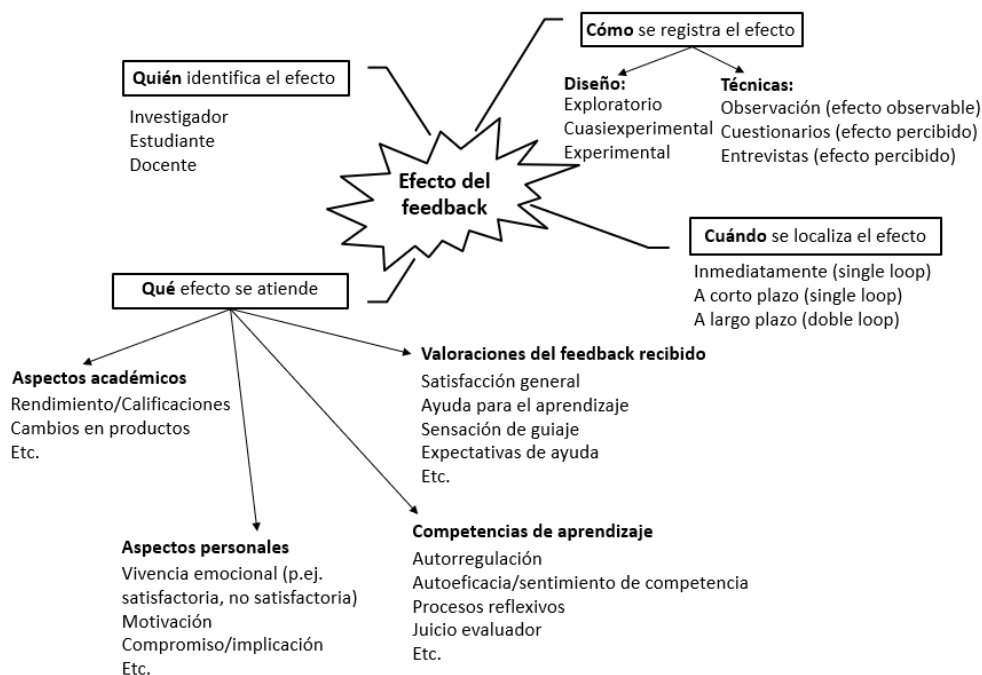 Cómo se registra el efecto
Diseño:
Exploratorio
Cuasiexperimental
Experimental
Técnicas:
Observación (efecto observable)
Cuestionarios (efecto percibido)
Entrevistas (efecto percibido)
Quién identifica el efecto
Investigador
Estudiante
Docente
Efecto del
feedback
Cuándo se localiza el efecto
Inmediatamente (single loop)
A corto plazo (single loop)
A largo plazo (doble loop)
Qué efecto se atiende
Aspectos académicos
Rendimiento/Calificaciones
Cambios en productos
Etc.
Valoraciones del feedback recibido
Satisfacción general
Ayuda para el aprendizaje
Sensación de guiaje
Expectativas de ayuda
Etc.
Aspectos personales
Vivencia emocional (p.ej.
satisfactoria, no satisfactoria)
Motivación
Compromiso/implicación
Etc.
Competencias de aprendizaje
Autorregulación
Autoeficacia/sentimiento de competencia
Procesos reflexivos
Juicio evaluador
Etc.